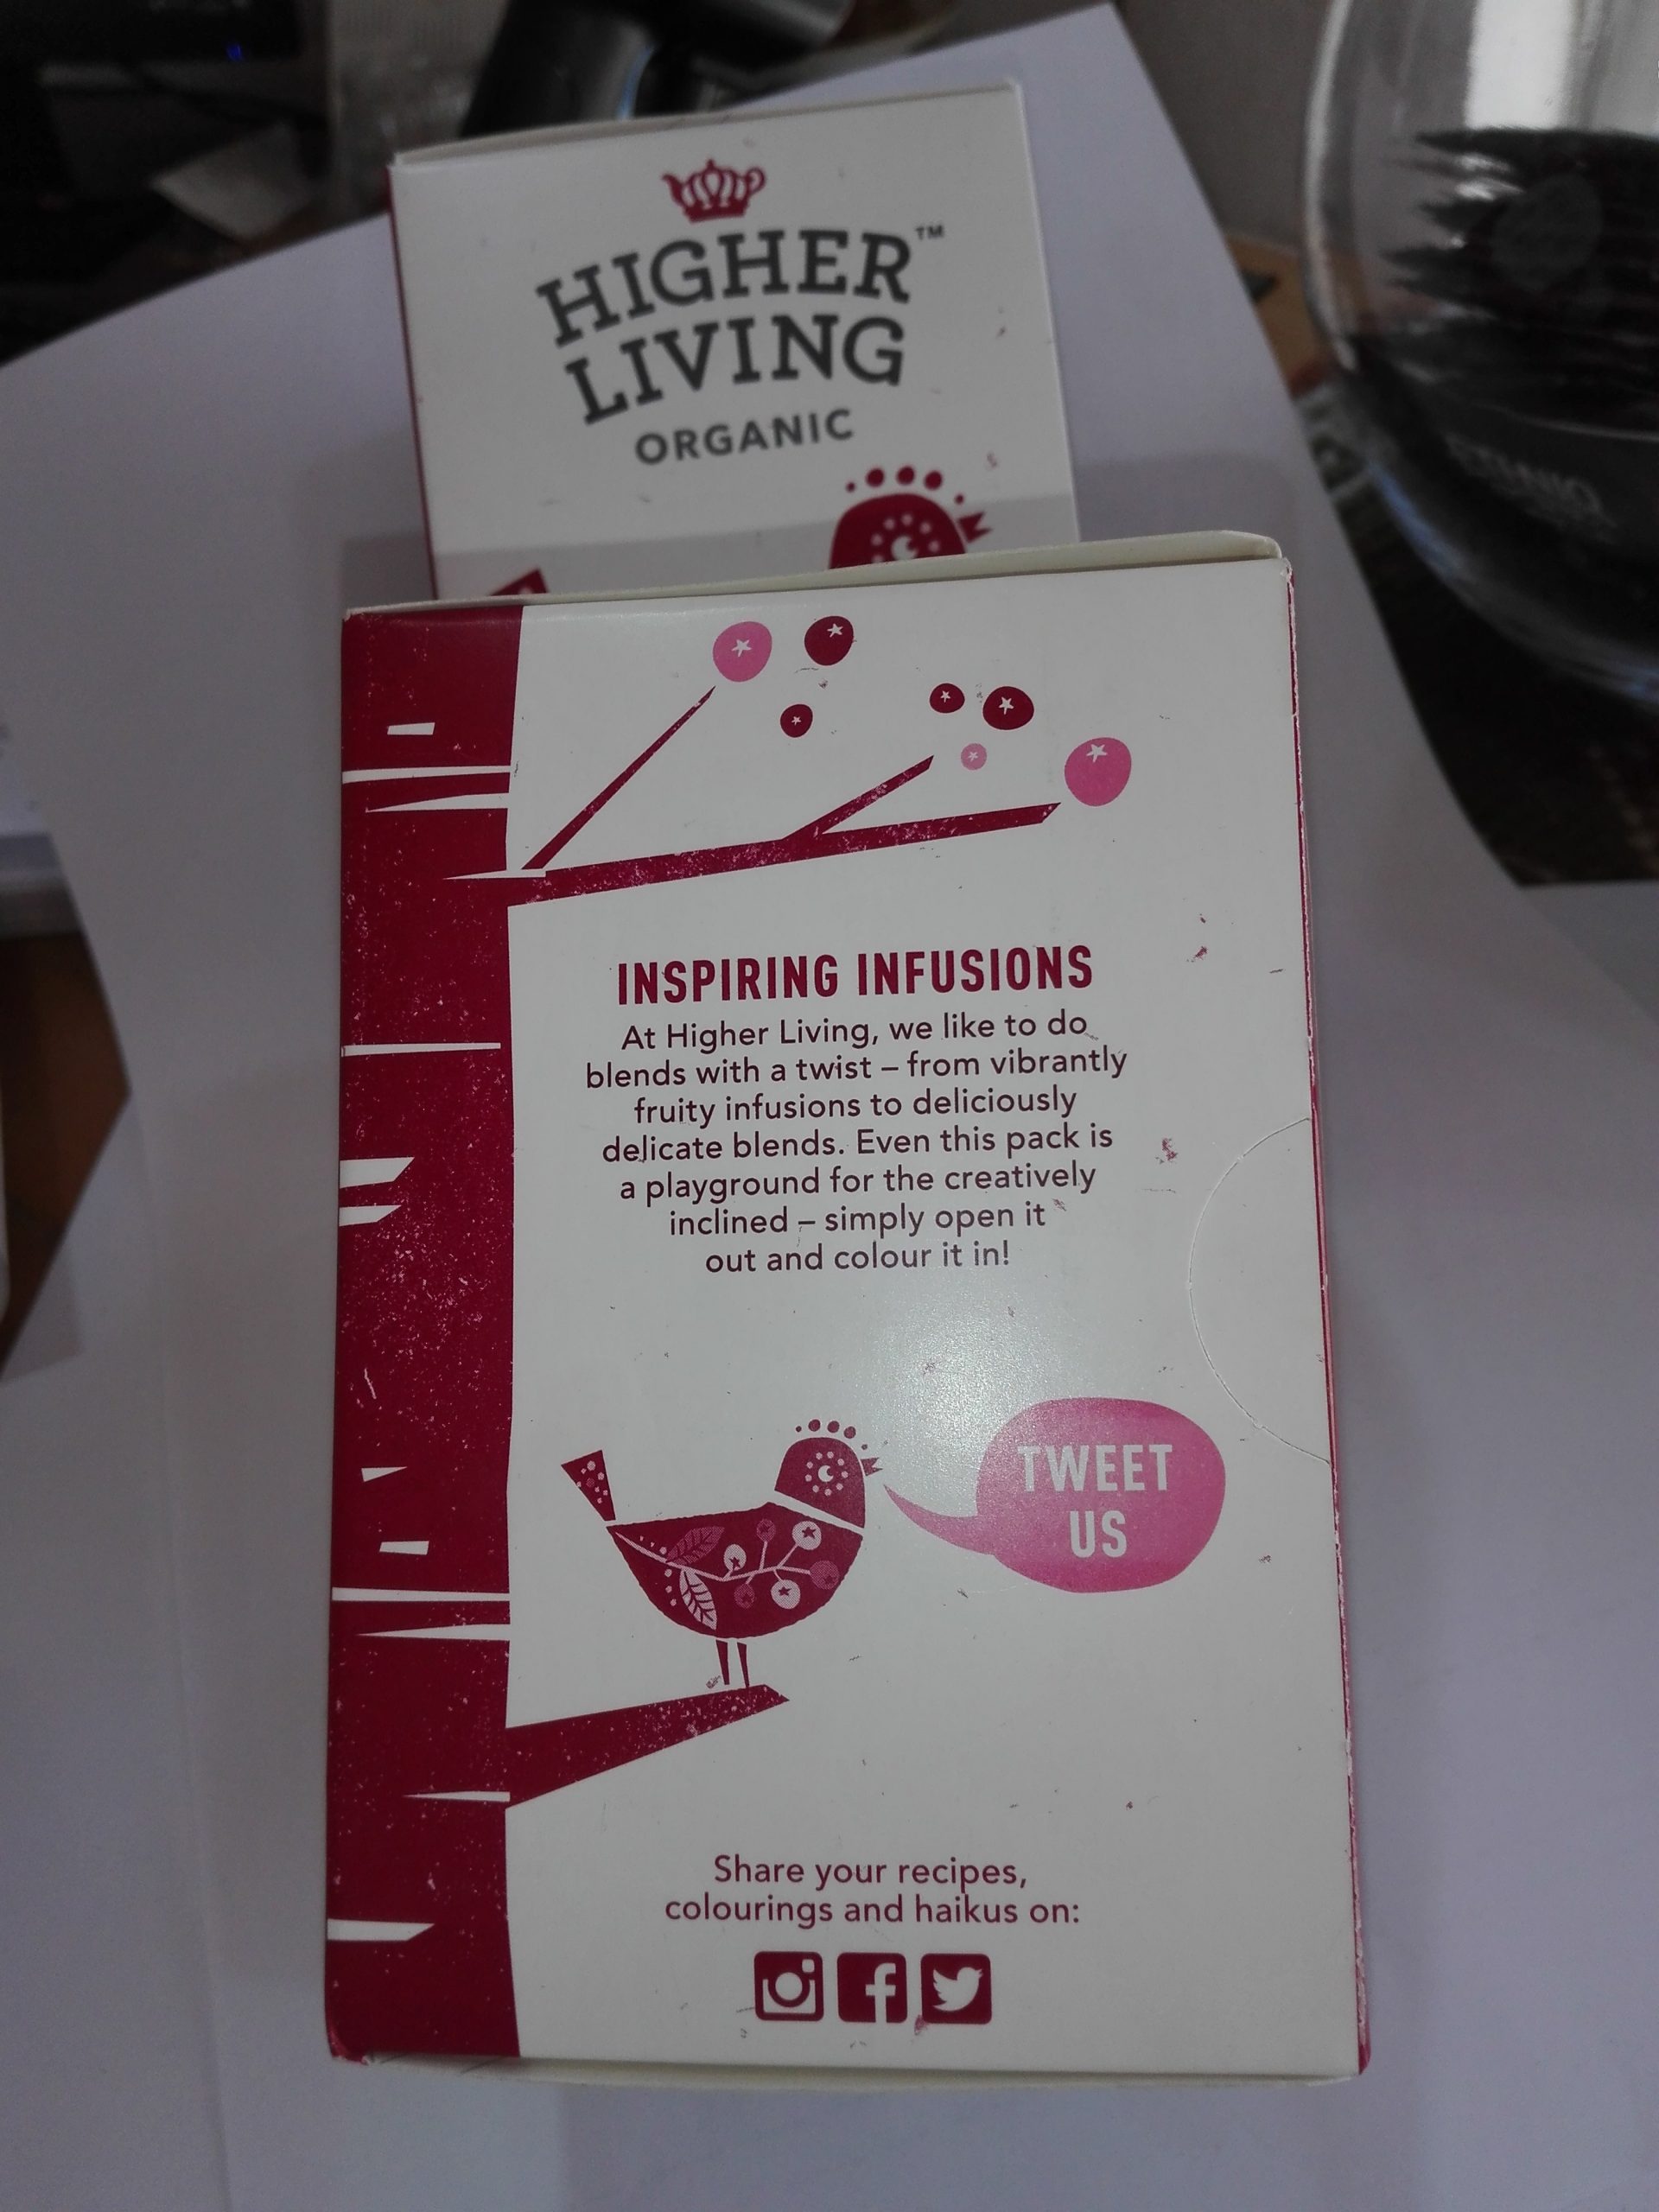 HIGHER™
LIVING
ORGANIC
INSPIRING INFUSIONS
At Higher Living, we like to do
blends with a twist – from vibrantly
fruity infusions to deliciously
delicate blends. Even this pack is
a playground for the creatively
inclined – simply open it
out and colour it in!
TWEET
US
Share your recipes,
colourings and haikus on: